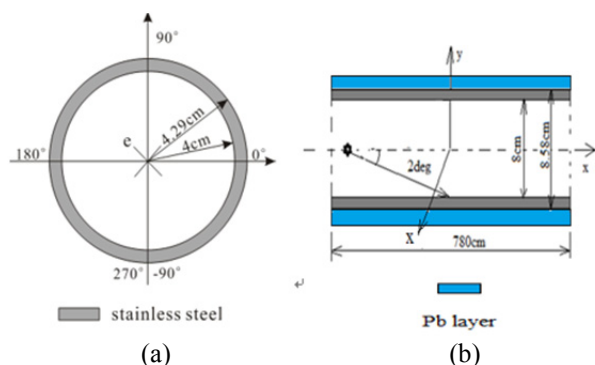 90°
e
4.29cm
4cm
180°
0°
270°
-90°
stainless steel
(a)
y
2deg
8cm
8.58cm
x
X
780cm
Pb layer
(b)